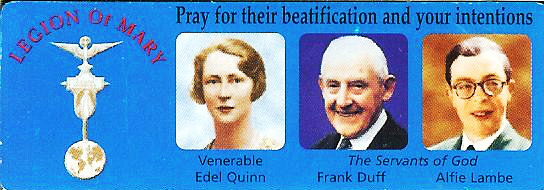 LEGION Of MARY
Pray for their beatification and your intentions
Venerable
Edel Quinn
The Servants of God
Frank Duff Alfie Lambe